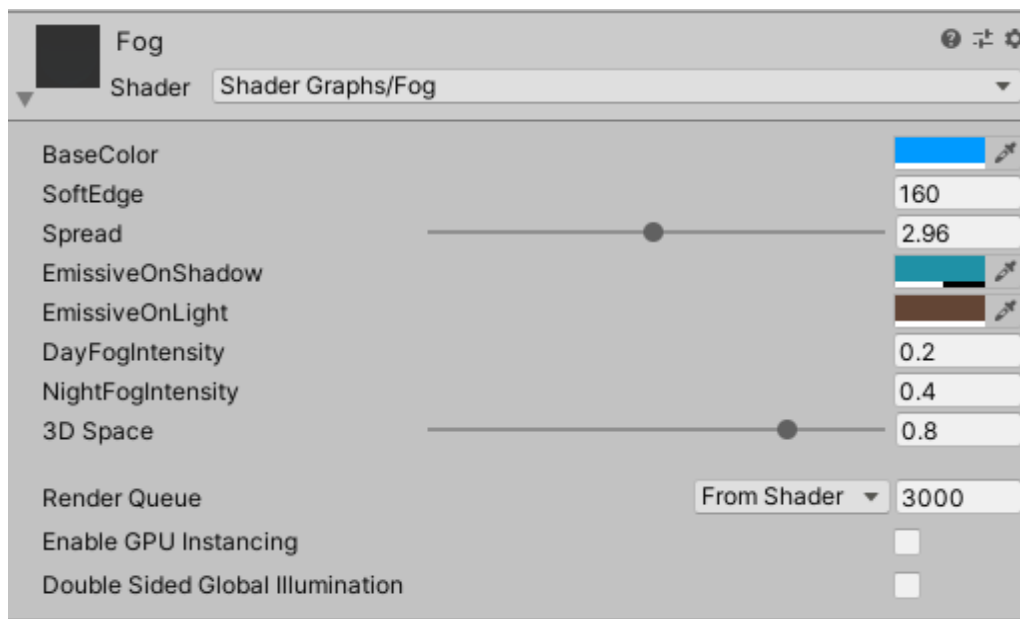 Fog
Shader Shader Graphs/Fog
BaseColor
SoftEdge 160
Spread 2.96
EmissiveOnShadow
EmissiveOnLight
DayFogIntensity 0.2
NightFogIntensity 0.4
3D Space 0.8
Render Queue From Shader 3000
Enable GPU Instancing
Double Sided Global Illumination